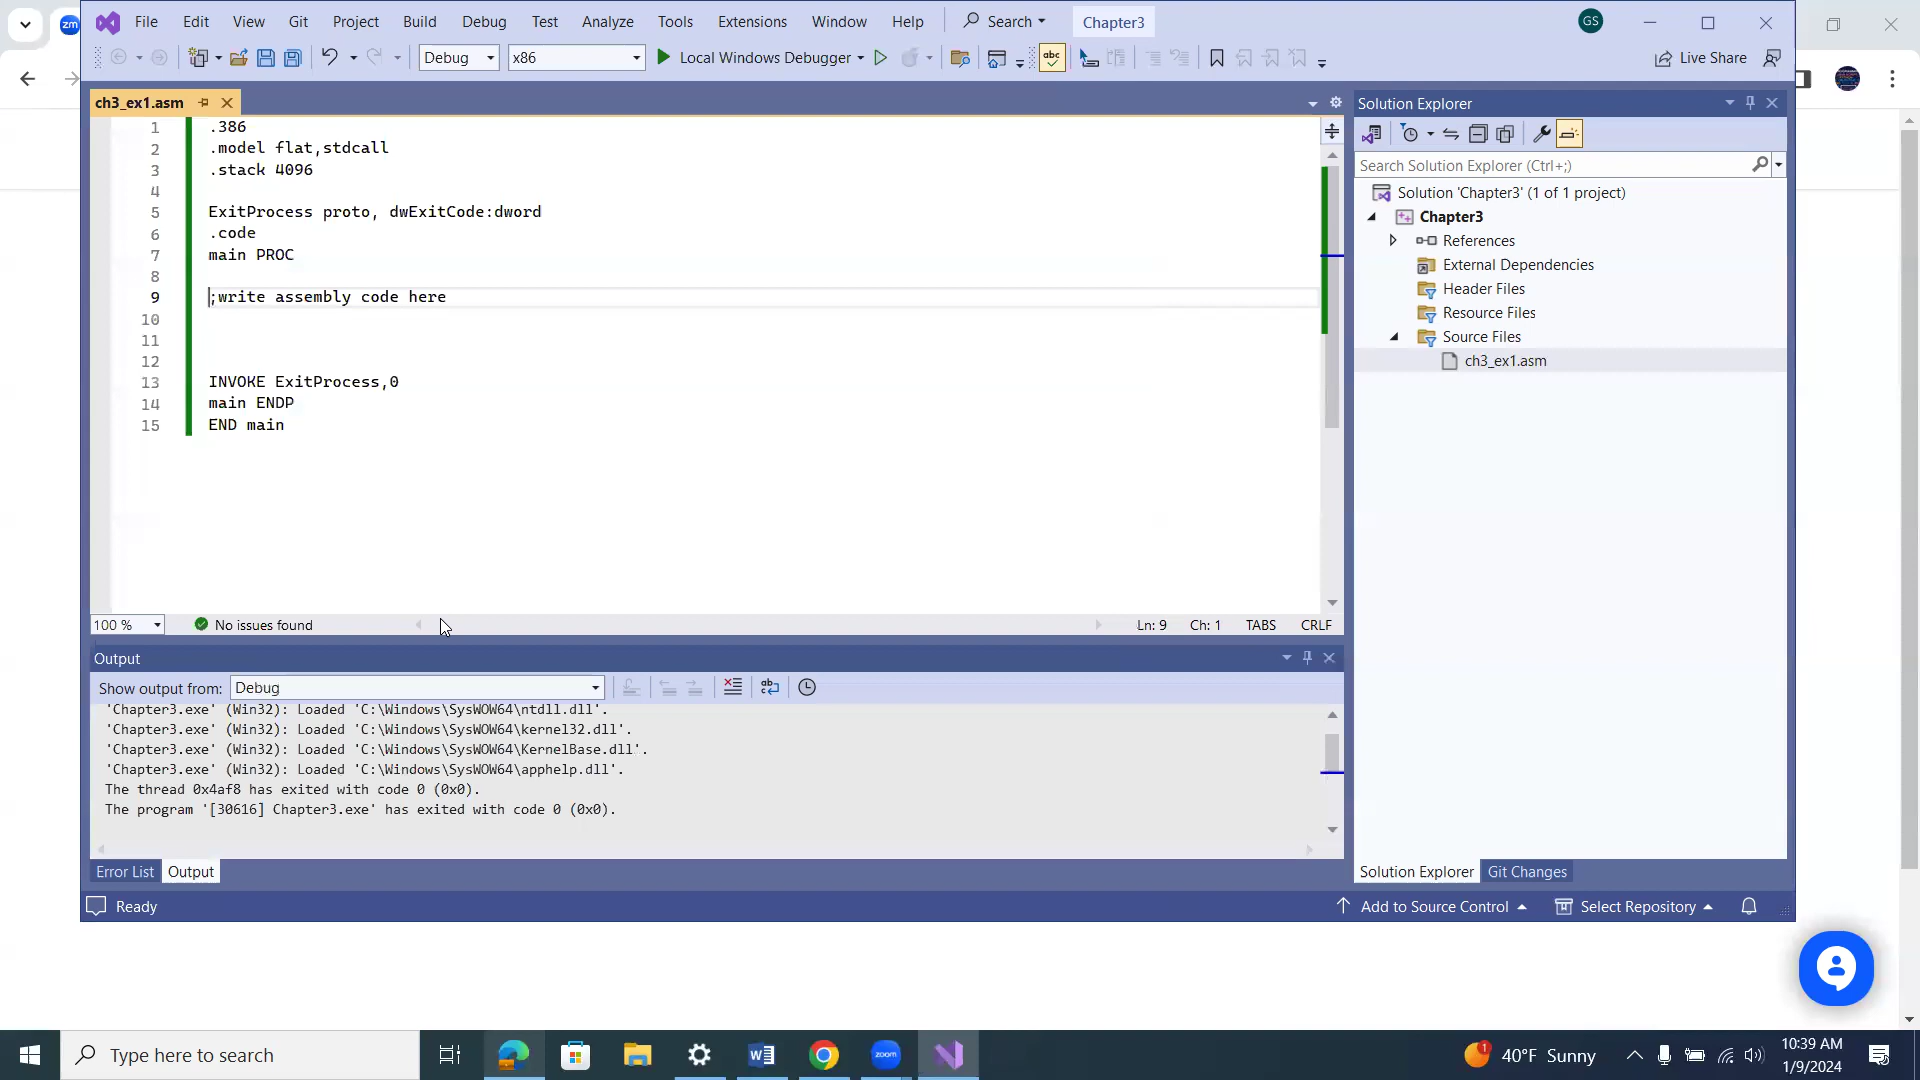 zm
File Edit View Git Project Build Debug Test Analyze Tools Extensions Window Help Search Chapter3 GS
Debug x86 Local Windows Debugger abc Live Share
ch3_ex1.asm
1 .386
2 .model flat,stdcall
3 .stack 4096
4
5 ExitProcess proto, dwExitCode:dword
6 .code
7 main PROC
8
9 ;write assembly code here
10
11
12
13 INVOKE ExitProcess,0
14 main ENDP
15 END main
100 % No issues found Ln: 9 Ch: 1 TABS CRLF
Output
Show output from: Debug
'Chapter3.exe' (Win32): Loaded 'C:\Windows\SysWOW64\ntdll.dll'.
'Chapter3.exe' (Win32): Loaded 'C:\Windows\SysWOW64\kernel32.dll'.
'Chapter3.exe' (Win32): Loaded 'C:\Windows\SysWOW64\KernelBase.dll'.
'Chapter3.exe' (Win32): Loaded 'C:\Windows\SysWOW64\apphelp.dll'.
The thread 0x4af8 has exited with code 0 (0x0).
The program '[30616] Chapter3.exe' has exited with code 0 (0x0).
Error List Output
Solution Explorer
Search Solution Explorer (Ctrl+;)
Solution 'Chapter3' (1 of 1 project)
Chapter3
References
External Dependencies
Header Files
Resource Files
Source Files
ch3_ex1.asm
Solution Explorer Git Changes
Ready Add to Source Control Select Repository
Type here to search zoom 1 40°F Sunny 10:39 AM
1/9/2024